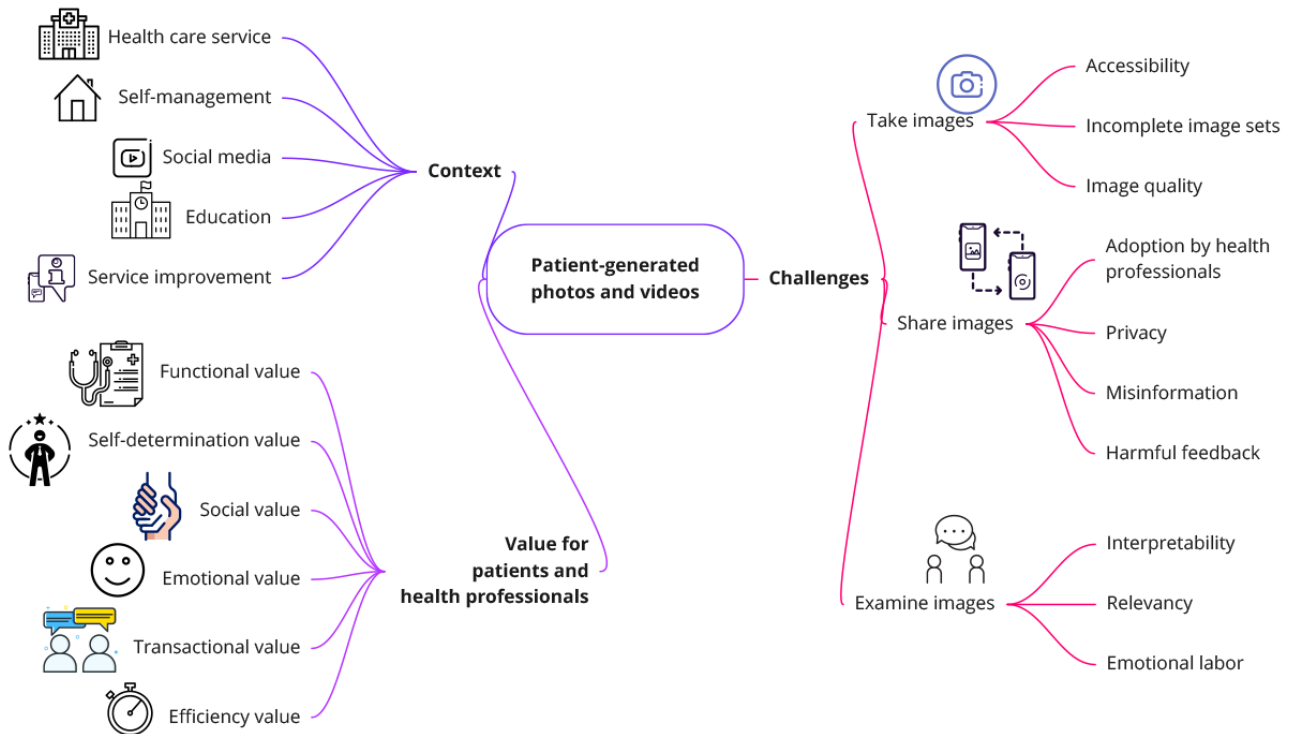 Health care service
Self-management
Social media
Education
Service improvement
Context
Functional value
Self-determination value
Social value
Emotional value
Transactional value
Efficiency value
Value for
patients and
health professionals
Patient-generated
photos and videos
Challenges
Take images
Accessibility
Incomplete image sets
Image quality
Share images
Adoption by health
professionals
Privacy
Misinformation
Harmful feedback
Examine images
Interpretability
Relevancy
Emotional labor